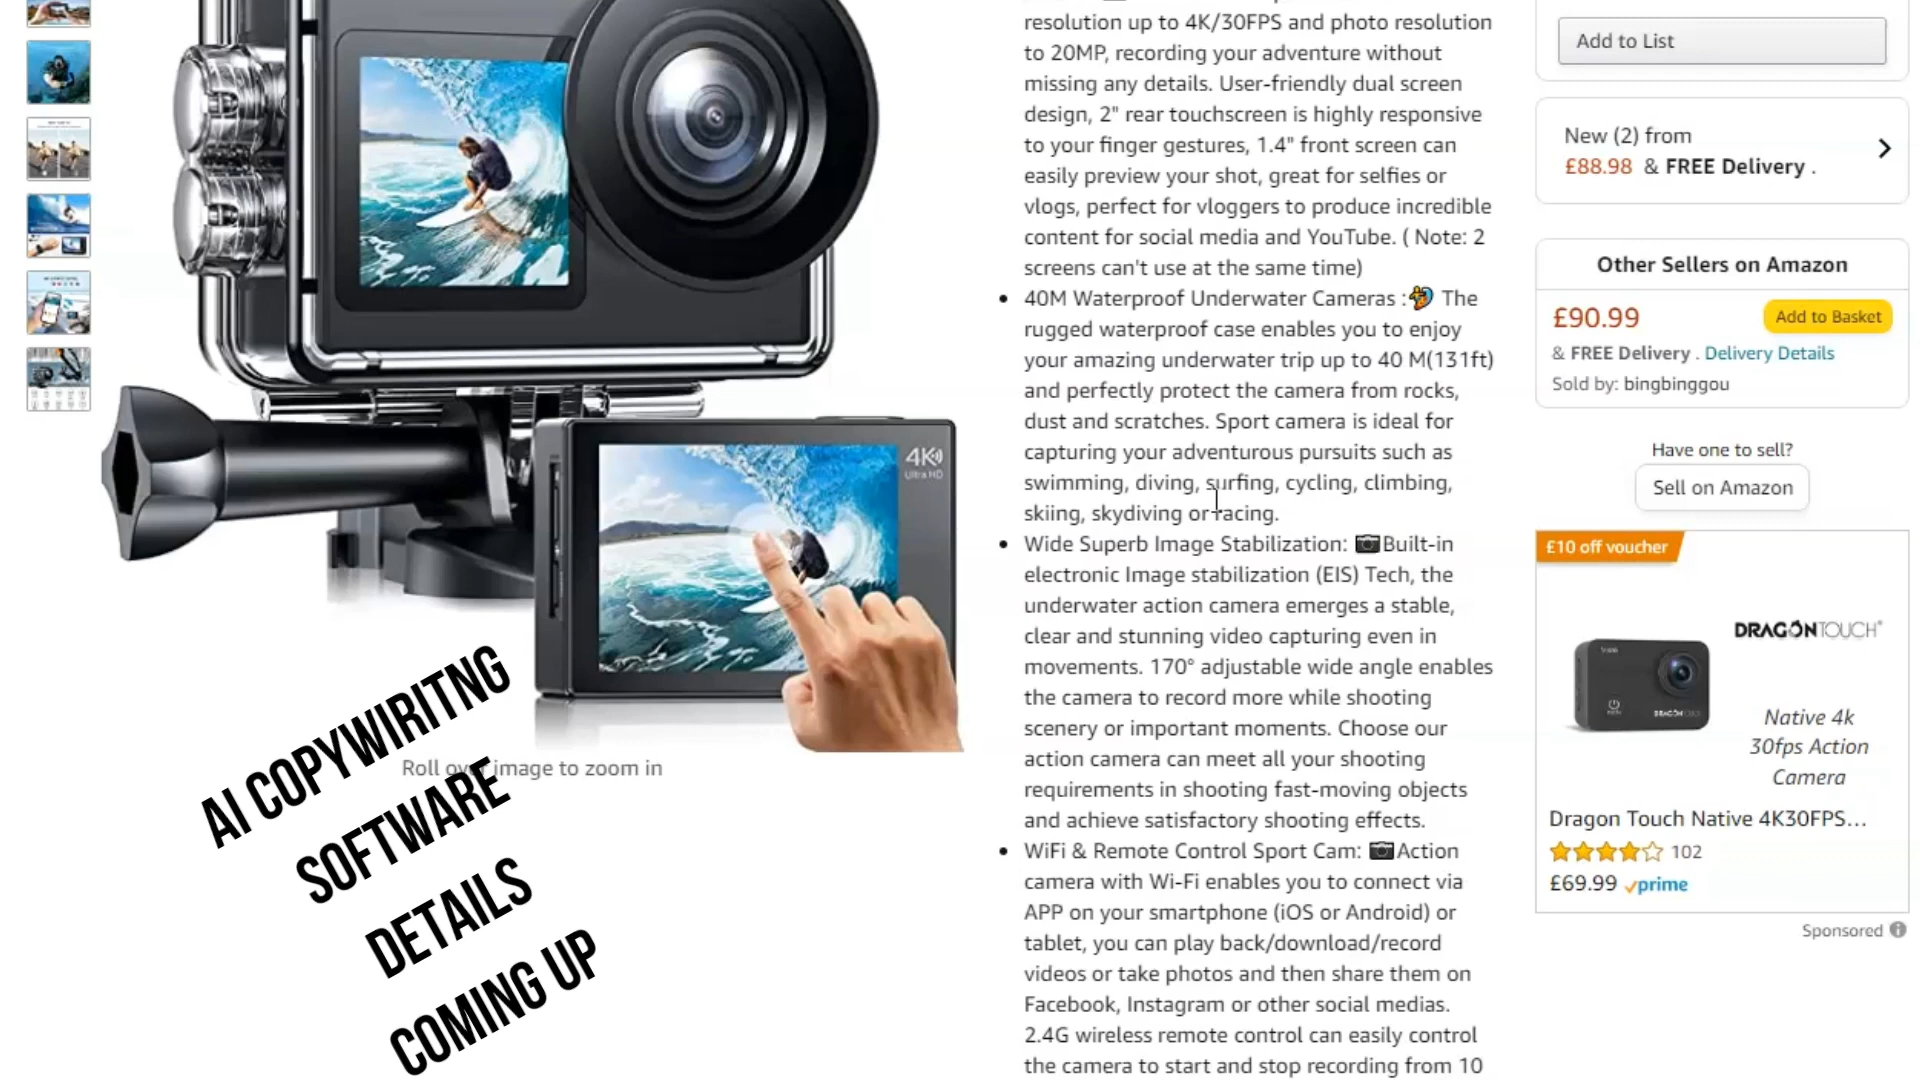 resolution up to 4K/30FPS and photo resolution
to 20MP, recording your adventure without
missing any details. User-friendly dual screen
design, 2" rear touchscreen is highly responsive
to your finger gestures, 1.4" front screen can
easily preview your shot, great for selfies or
vlogs, perfect for vloggers to produce incredible
content for social media and YouTube. ( Note: 2
screens can't use at the same time)
40M Waterproof Underwater Cameras :🏄 The
rugged waterproof case enables you to enjoy
your amazing underwater trip up to 40 M(131ft)
and perfectly protect the camera from rocks,
dust and scratches. Sport camera is ideal for
capturing your adventurous pursuits such as
swimming, diving, surfing, cycling, climbing,
skiing, skydiving or racing.
Wide Superb Image Stabilization: 📷Built-in
electronic Image stabilization (EIS) Tech, the
underwater action camera emerges a stable,
clear and stunning video capturing even in
movements. 170° adjustable wide angle enables
the camera to record more while shooting
scenery or important moments. Choose our
action camera can meet all your shooting
requirements in shooting fast-moving objects
and achieve satisfactory shooting effects.
WiFi & Remote Control Sport Cam: 📷Action
camera with Wi-Fi enables you to connect via
APP on your smartphone (iOS or Android) or
tablet, you can play back/download/record
videos or take photos and then share them on
Facebook, Instagram or other social medias.
2.4G wireless remote control can easily control
the camera to start and stop recording from 10
4K
Ultra HD
Roll over image to zoom in
AI COPYWIRITNG
SOFTWARE
DETAILS
COMING UP
Add to List
New (2) from
£88.98 & FREE Delivery .
Other Sellers on Amazon
£90.99
Add to Basket
& FREE Delivery . Delivery Details
Sold by: bingbinggou
Have one to sell?
Sell on Amazon
£10 off voucher
DRAGONTOUCH
Native 4k
30fps Action
Camera
Dragon Touch Native 4K30FPS...
102
£69.99 prime
Sponsored